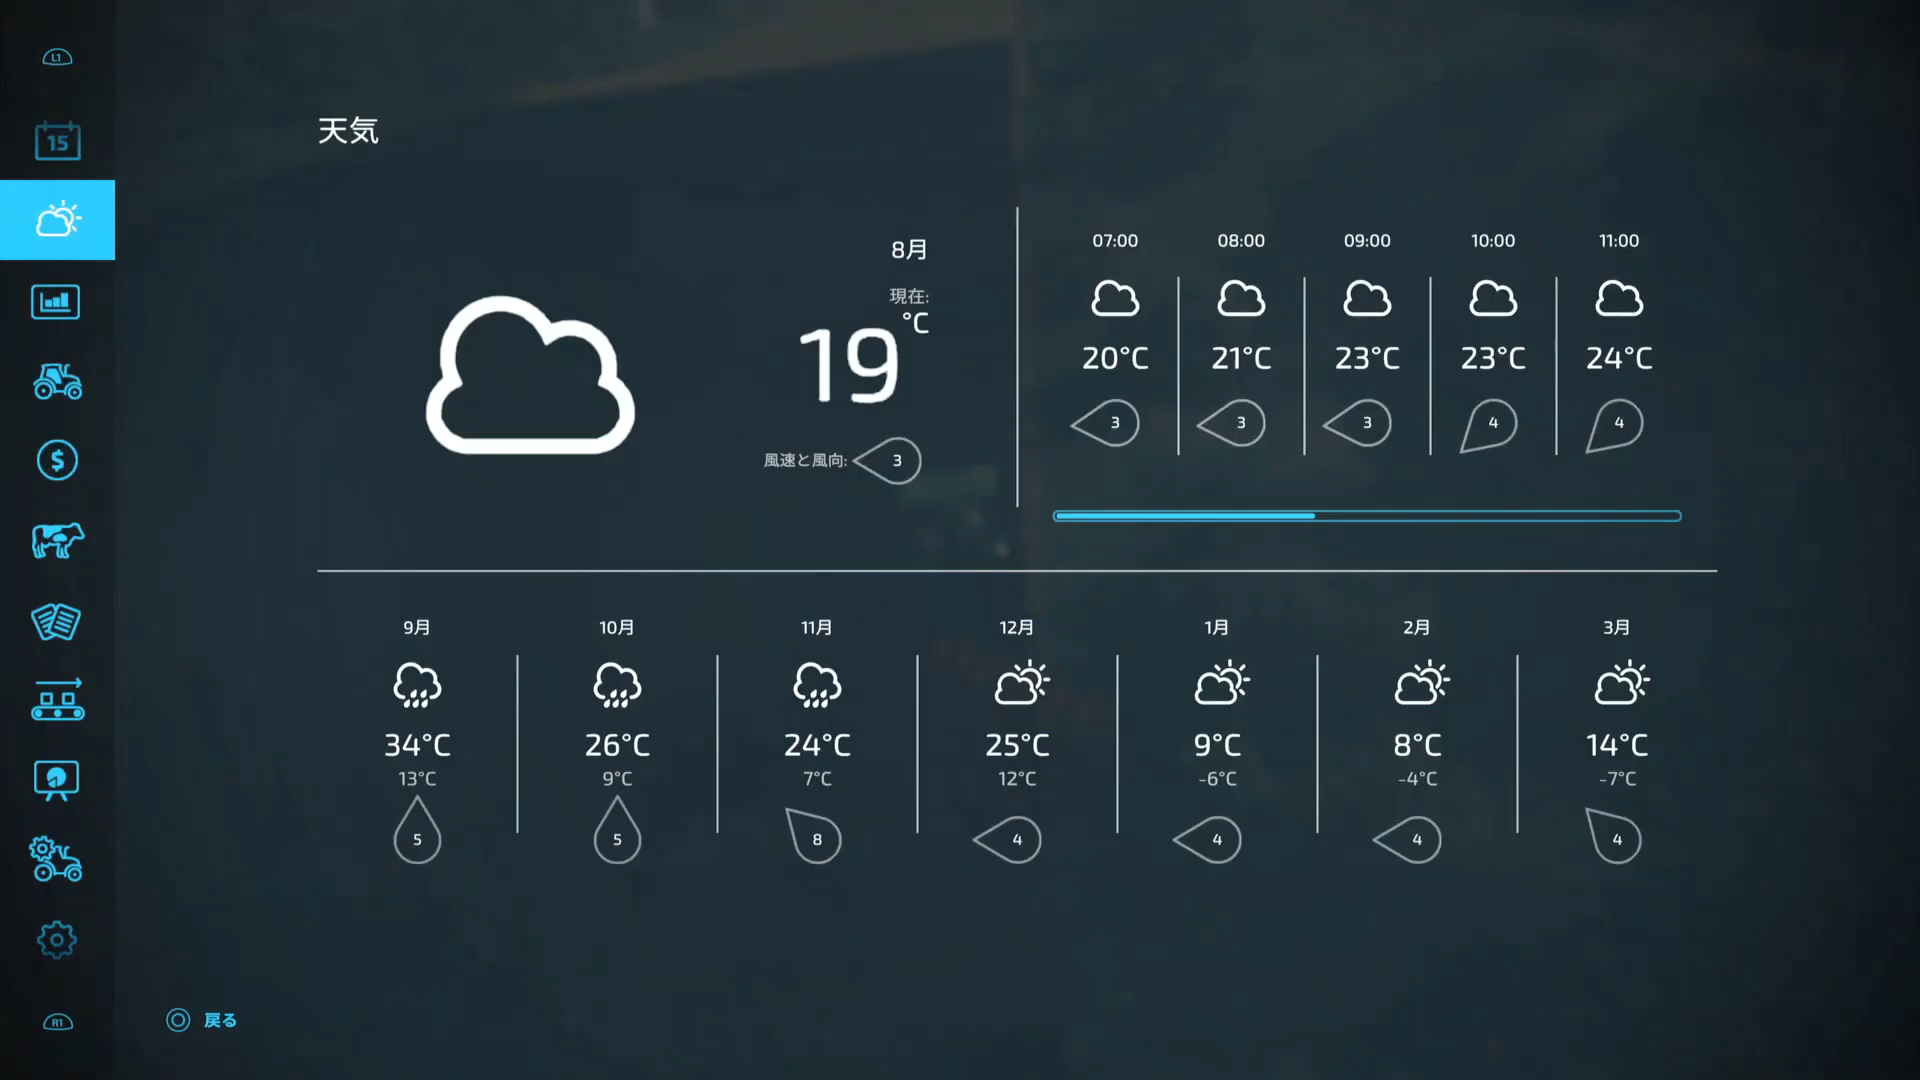 L1
15
天気
8月
現在:
19 °C
風速と風向: 3
07:00 08:00 09:00 10:00 11:00
20°C 21°C 23°C 23°C 24°C
3 3 3 4 4
9月 10月 11月 12月 1月 2月 3月
34°C 26°C 24°C 25°C 9°C 8°C 14°C
13°C 9°C 7°C 12°C -6°C -4°C -7°C
5 5 8 4 4 4 4
$
R1
戻る